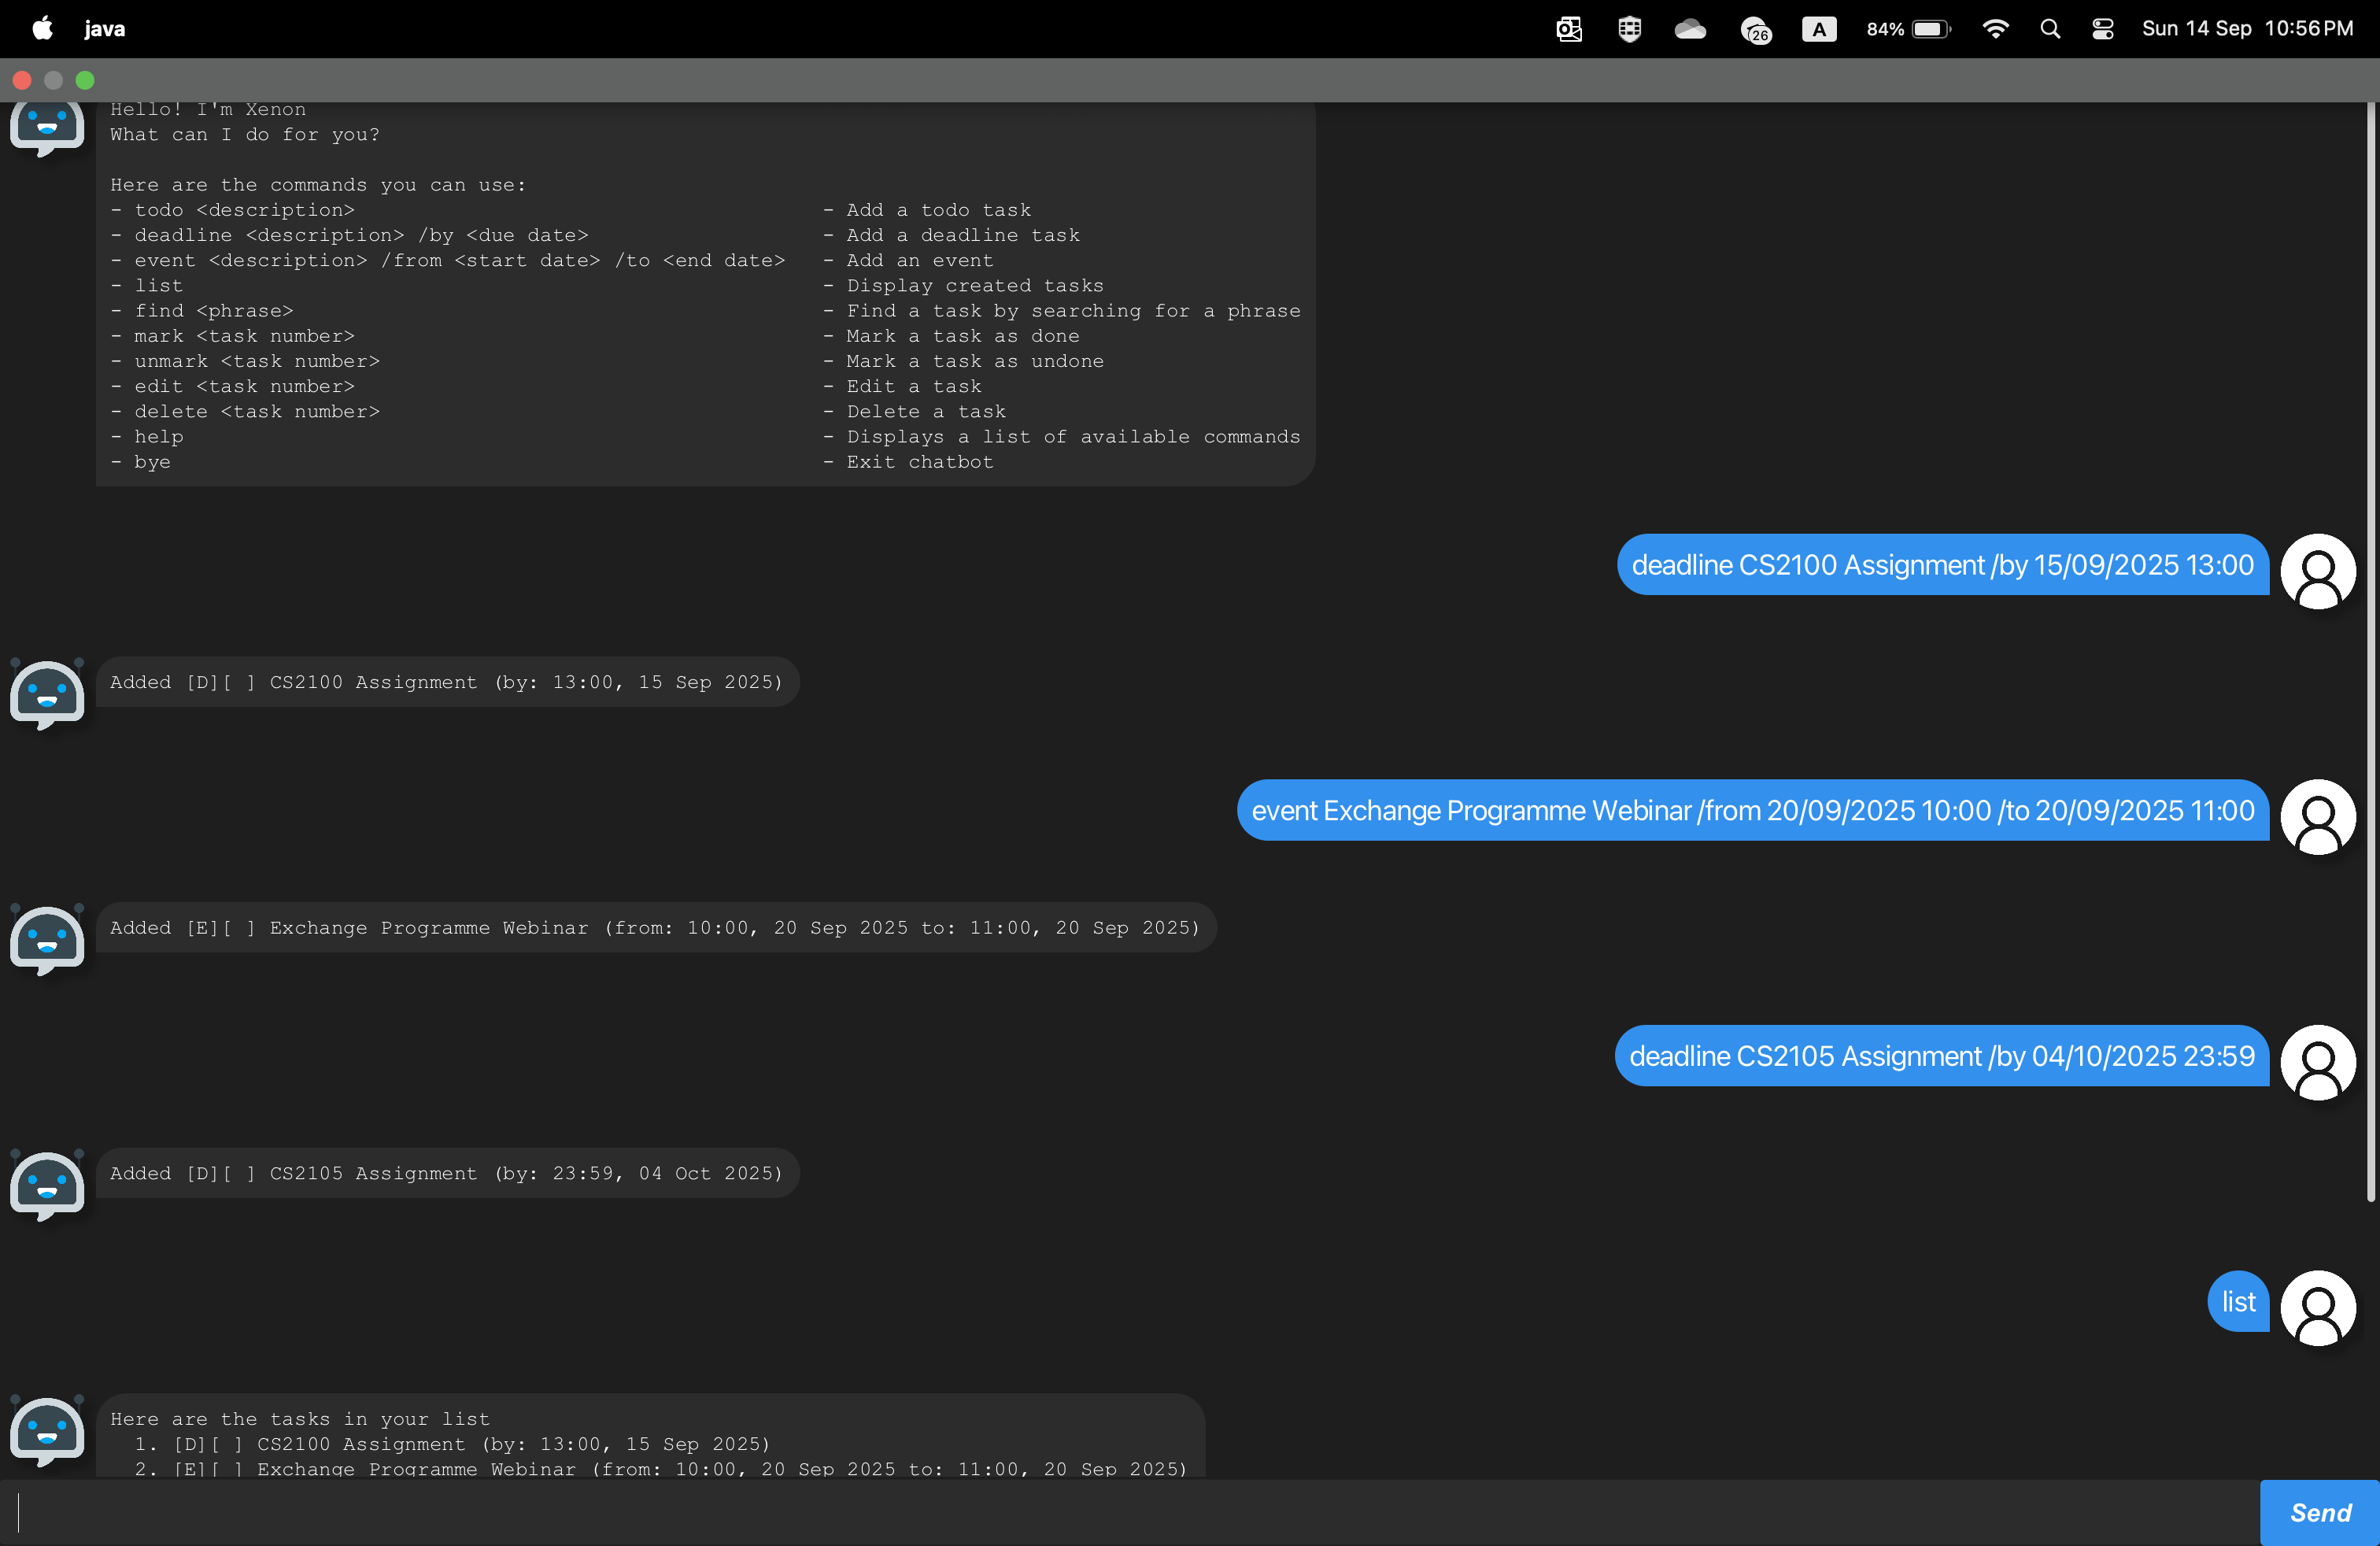 java
26
A
84%
Sun 14 Sep 10:56 PM
Hello! I'm Xenon
What can I do for you?
Here are the commands you can use:
- todo <description> - Add a todo task
- deadline <description> /by <due date> - Add a deadline task
- event <description> /from <start date> /to <end date> - Add an event
- list - Display created tasks
- find <phrase> - Find a task by searching for a phrase
- mark <task number> - Mark a task as done
- unmark <task number> - Mark a task as undone
- edit <task number> - Edit a task
- delete <task number> - Delete a task
- help - Displays a list of available commands
- bye - Exit chatbot
deadline CS2100 Assignment /by 15/09/2025 13:00
Added [D][ ] CS2100 Assignment (by: 13:00, 15 Sep 2025)
event Exchange Programme Webinar /from 20/09/2025 10:00 /to 20/09/2025 11:00
Added [E][ ] Exchange Programme Webinar (from: 10:00, 20 Sep 2025 to: 11:00, 20 Sep 2025)
deadline CS2105 Assignment /by 04/10/2025 23:59
Added [D][ ] CS2105 Assignment (by: 23:59, 04 Oct 2025)
list
Here are the tasks in your list
1. [D][ ] CS2100 Assignment (by: 13:00, 15 Sep 2025)
2. [E][ ] Exchange Programme Webinar (from: 10:00, 20 Sep 2025 to: 11:00, 20 Sep 2025)
Send